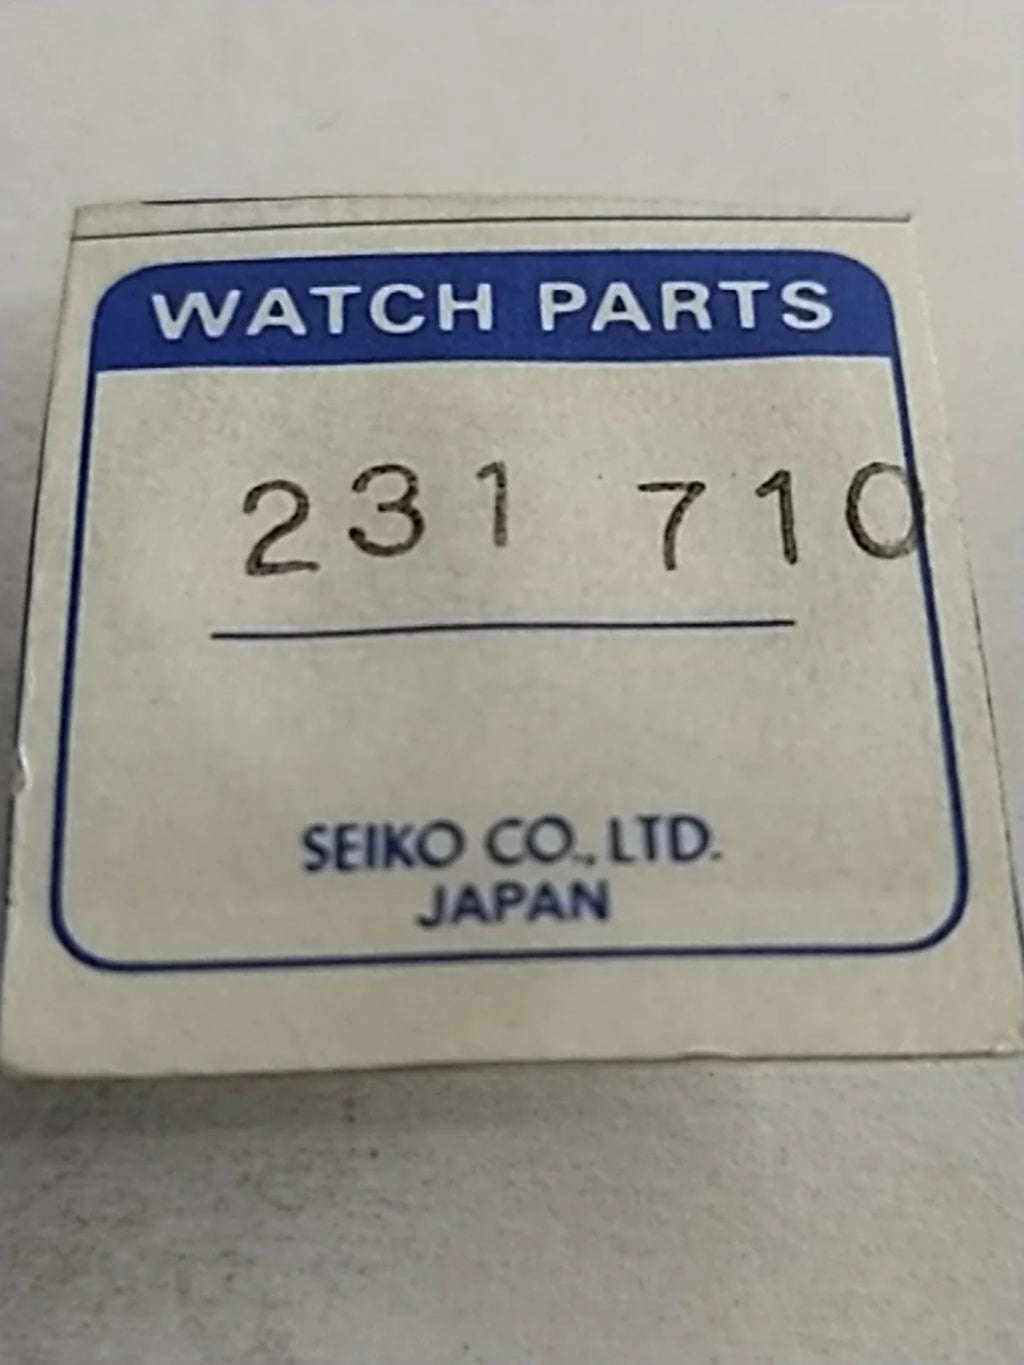 WATCH PARTS
231 710
SEIKO CO., LTD.
JAPAN